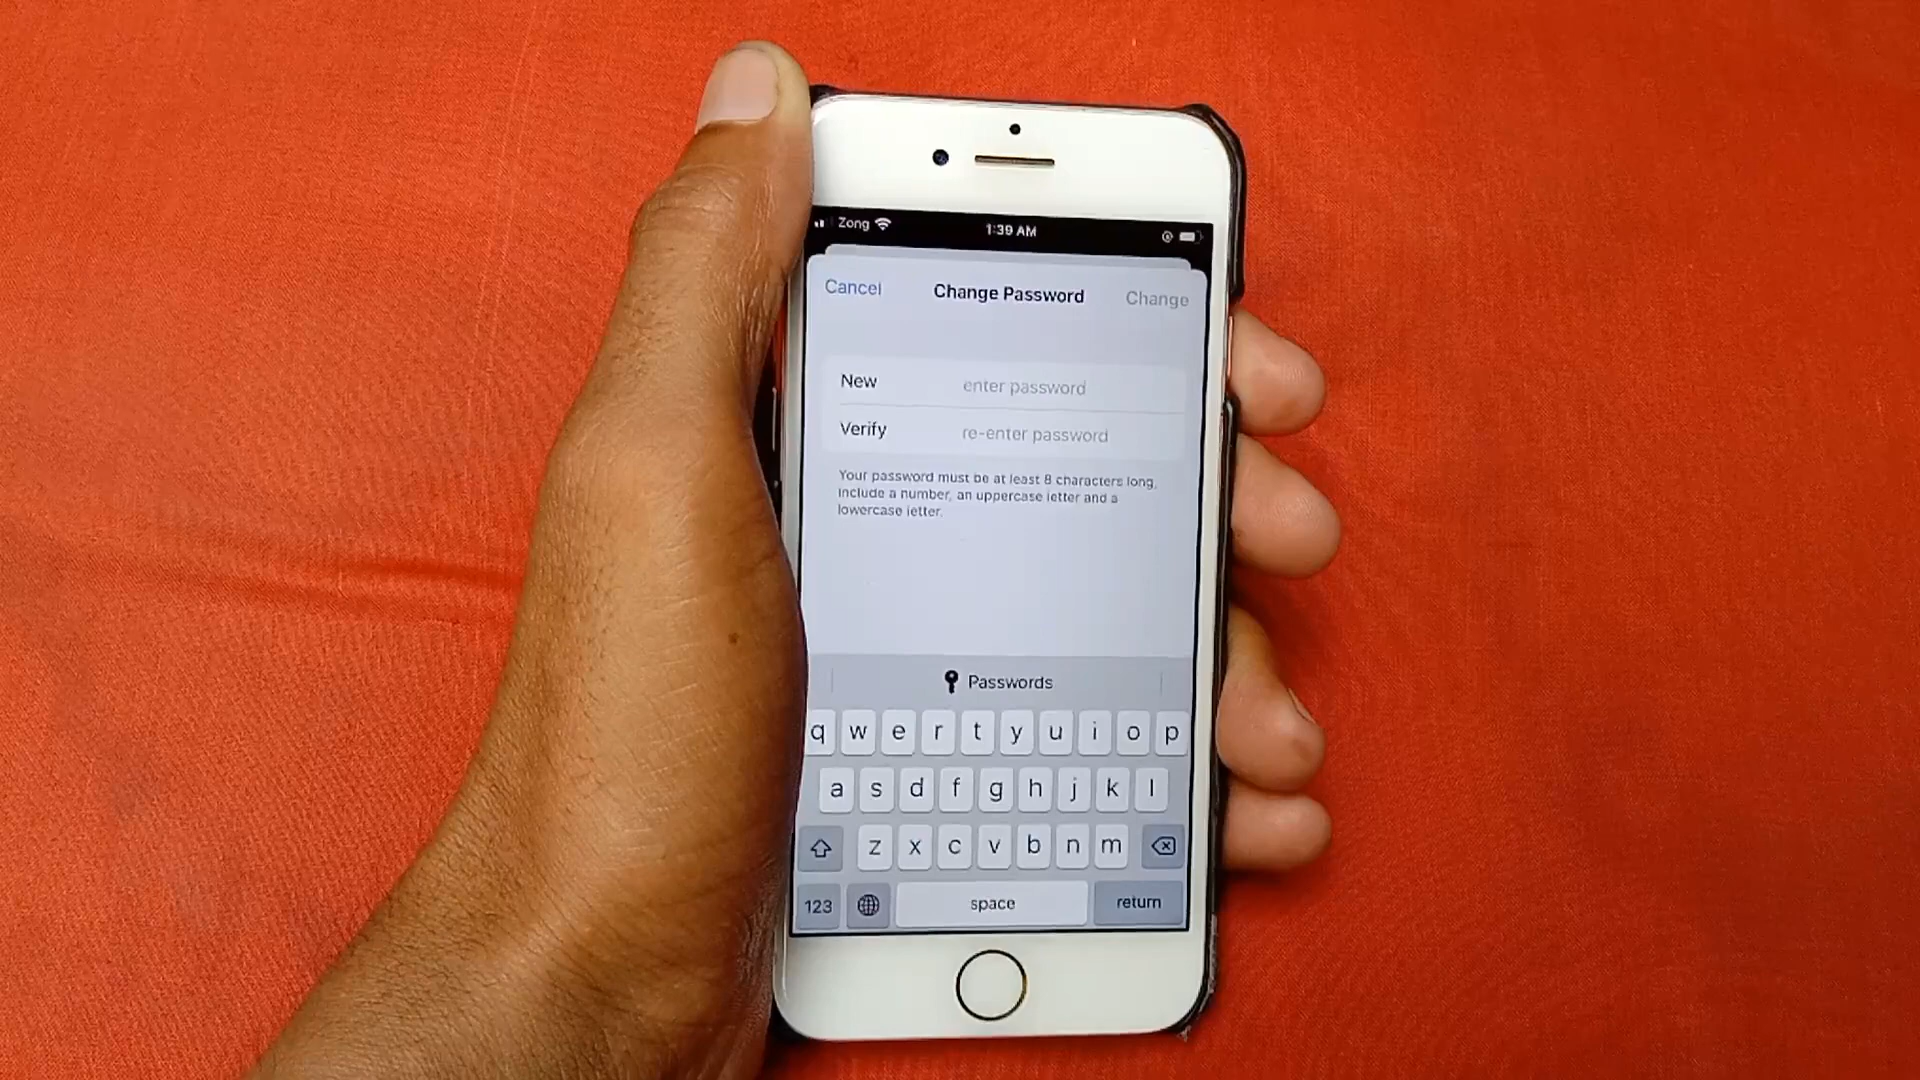 Zong
1:39 AM
Cancel Change Password Change
New enter password
Verify re-enter password
Your password must be at least 8 characters long,
include a number, an uppercase letter and a
lowercase letter.
Passwords
q w e r t y u i o p
a s d f g h j k l
z x c v b n m
123 space return